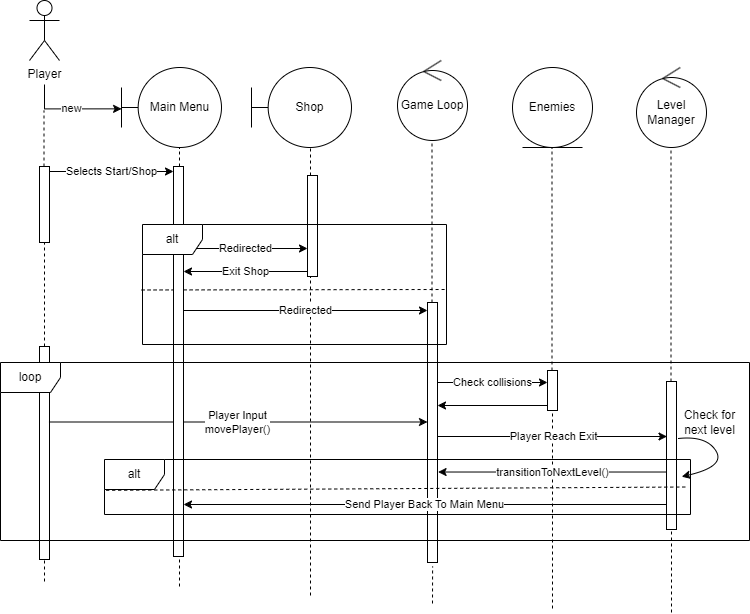 Player
new
Main Menu
Shop
Game Loop
Enemies
Level
Manager
Selects Start/Shop
alt
Redirected
Exit Shop
Redirected
loop
Check collisions
Player Input
movePlayer()
Player Reach Exit
Check for
next level
alt
transitionToNextLevel()
Send Player Back To Main Menu